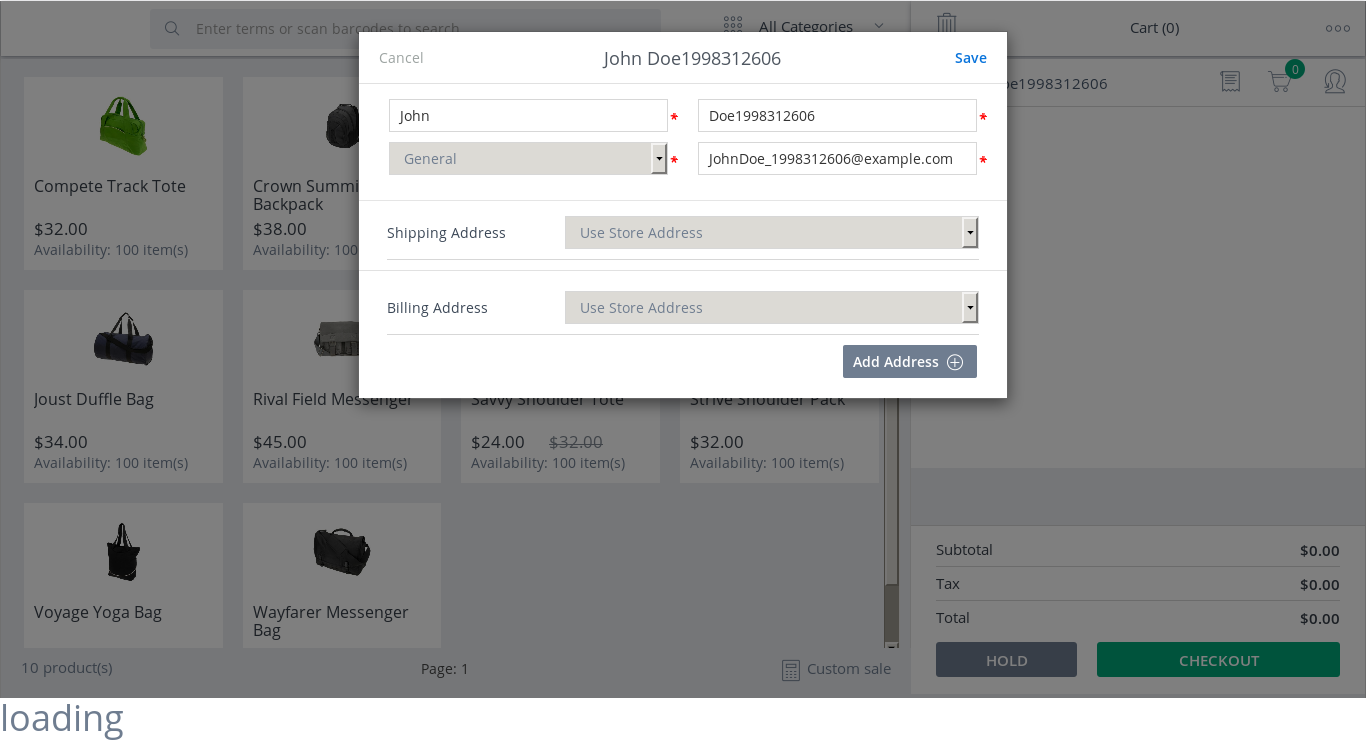 Enter terms or scan barcodes to search
All Categories
Cart (0)
Cancel
John Doe1998312606
Save
oe1998312606
0
John
*
Doe1998312606
*
General
*
JohnDoe_1998312606@example.com
*
Shipping Address
Use Store Address
Billing Address
Use Store Address
Add Address
Compete Track Tote
$32.00
Availability: 100 item(s)
Crown Summi
Backpack
$38.00
Availability: 100
Joust Duffle Bag
$34.00
Availability: 100 item(s)
Rival Field Messenger
$45.00
Availability: 100 item(s)
Savvy Shoulder Tote
$24.00 $32.00
Availability: 100 item(s)
Strive Shoulder Pack
$32.00
Availability: 100 item(s)
Voyage Yoga Bag
Wayfarer Messenger
Bag
10 product(s)
Page: 1
Custom sale
Subtotal
$0.00
Tax
$0.00
Total
$0.00
HOLD
CHECKOUT
loading